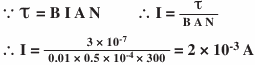 ∵ τ = B I A N ∴ I = τ / B A N
∴ I = 3 × 10⁻⁷ / 0.01 × 0.5 × 10⁻⁴ × 300 = 2 × 10⁻³ A